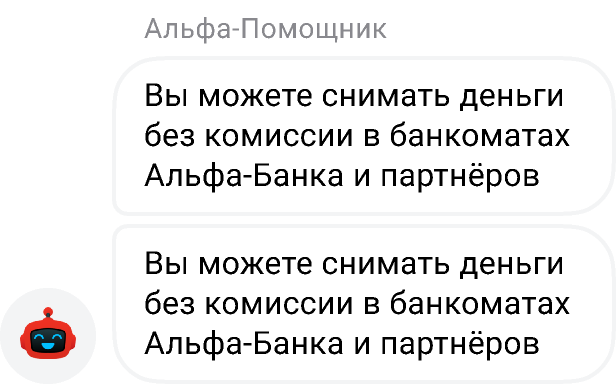 Альфа-Помощник
Вы можете снимать деньги
без комиссии в банкоматах
Альфа-Банка и партнёров
Вы можете снимать деньги
без комиссии в банкоматах
Альфа-Банка и партнёров